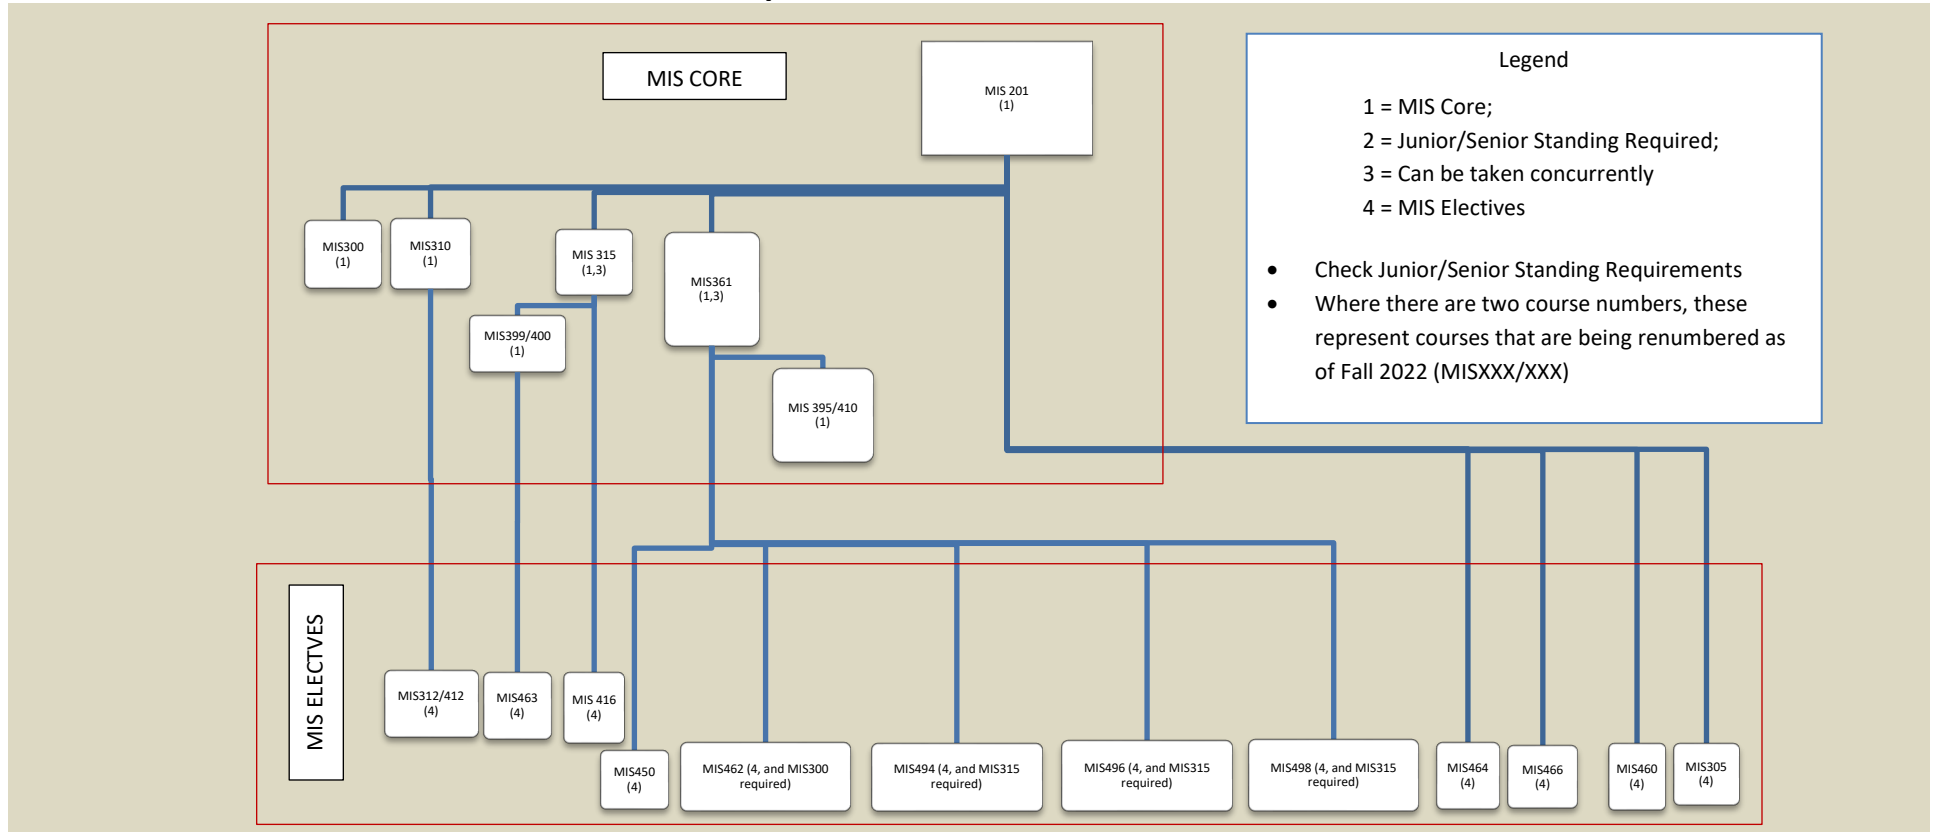 MIS CORE
MIS 201
(1)
Legend
1 = MIS Core;
2 = Junior/Senior Standing Required;
3 = Can be taken concurrently
4 = MIS Electives
• Check Junior/Senior Standing Requirements
• Where there are two course numbers, these
represent courses that are being renumbered as
of Fall 2022 (MISXXX/XXX)
MIS300
(1)
MIS310
(1)
MIS 315
(1,3)
MIS361
(1,3)
MIS399/400
(1)
MIS 395/410
(1)
MIS ELECTVES
MIS312/412
(4)
MIS463
(4)
MIS 416
(4)
MIS450
(4)
MIS462 (4, and MIS300
required)
MIS494 (4, and MIS315
required)
MIS496 (4, and MIS315
required)
MIS498 (4, and MIS315
required)
MIS464
(4)
MIS466
(4)
MIS460
(4)
MIS305
(4)